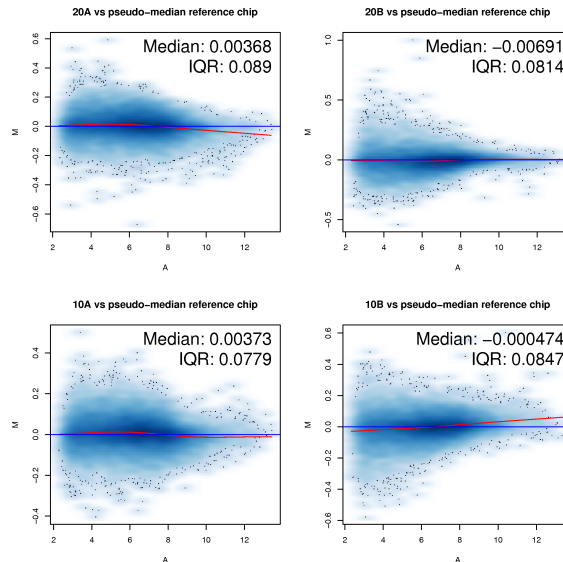 20A vs pseudo−median reference chip
Median: 0.00368
IQR: 0.089
M
0.6
0.4
0.2
0.0
−0.2
−0.4
−0.6
2 4 6 8 10 12
A
20B vs pseudo−median reference chip
Median: −0.00691
IQR: 0.0814
M
1.0
0.5
0.0
−0.5
2 4 6 8 10 12
A
10A vs pseudo−median reference chip
Median: 0.00373
IQR: 0.0779
M
0.4
0.2
0.0
−0.2
−0.4
2 4 6 8 10 12
A
10B vs pseudo−median reference chip
Median: −0.000474
IQR: 0.0847
M
0.6
0.4
0.2
0.0
−0.2
−0.4
−0.6
2 4 6 8 10 12
A